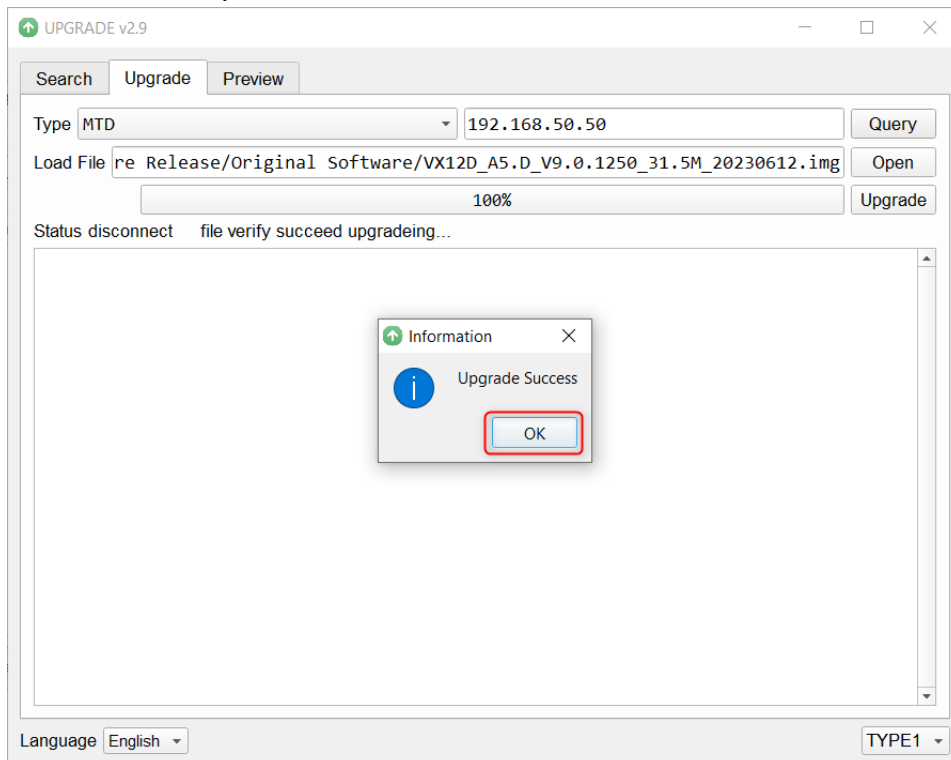 UPGRADE v2.9
Search Upgrade Preview
Type MTD 192.168.50.50 Query
Load File re Release/Original Software/VX12D_A5.D_V9.0.1250_31.5M_20230612.img Open
100% Upgrade
Status disconnect file verify succeed upgradeing...
Information
Upgrade Success
OK
Language English TYPE1